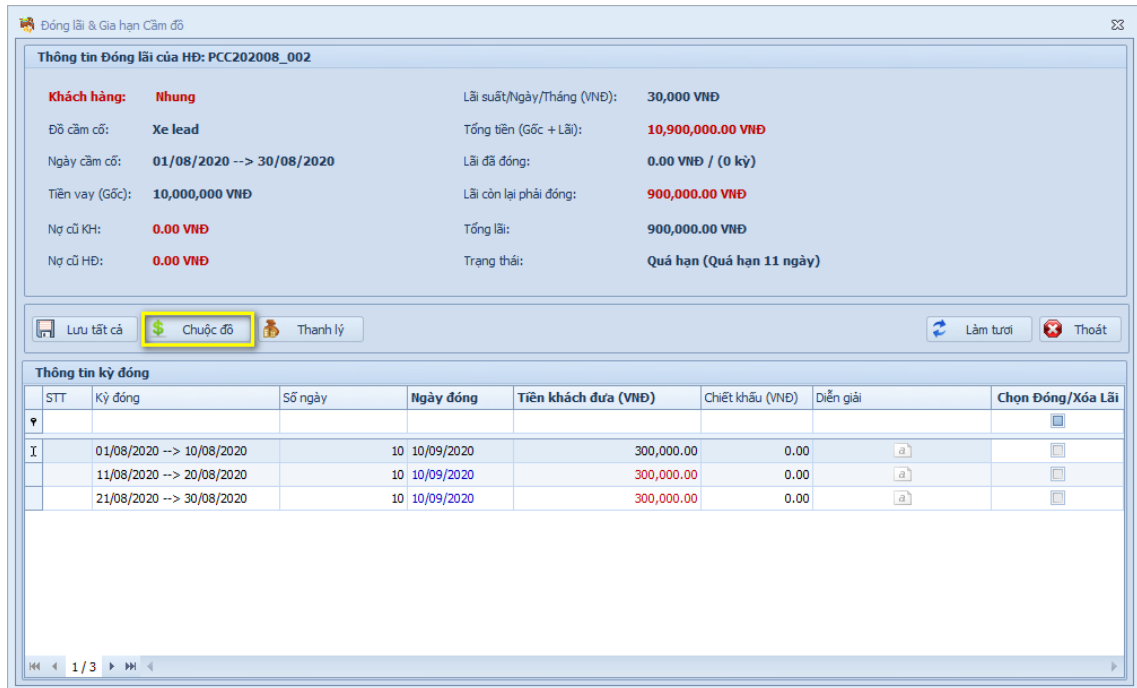 Đóng lãi & Gia hạn Cầm đồ
Thông tin Đóng lãi của HĐ: PCC202008_002
Khách hàng: Nhung Lãi suất/Ngày/Tháng (VNĐ): 30,000 VNĐ
Đồ cầm cố: Xe lead Tổng tiền (Gốc + Lãi): 10,900,000.00 VNĐ
Ngày cầm cố: 01/08/2020 --> 30/08/2020 Lãi đã đóng: 0.00 VNĐ / (0 kỳ)
Tiền vay (Gốc): 10,000,000 VNĐ Lãi còn lại phải đóng: 900,000.00 VNĐ
Nợ cũ KH: 0.00 VNĐ Tổng lãi: 900,000.00 VNĐ
Nợ cũ HĐ: 0.00 VNĐ Trạng thái: Quá hạn (Quá hạn 11 ngày)
Lưu tất cả $ Chuộc đồ Thanh lý Làm tươi Thoát
Thông tin kỳ đóng
STT Kỳ đóng Số ngày Ngày đóng Tiền khách đưa (VNĐ) Chiết khấu (VNĐ) Diễn giải Chọn Đóng/Xóa Lãi
01/08/2020 --> 10/08/2020 10 10/09/2020 300,000.00 0.00 a
11/08/2020 --> 20/08/2020 10 10/09/2020 300,000.00 0.00 a
21/08/2020 --> 30/08/2020 10 10/09/2020 300,000.00 0.00 a
1 / 3